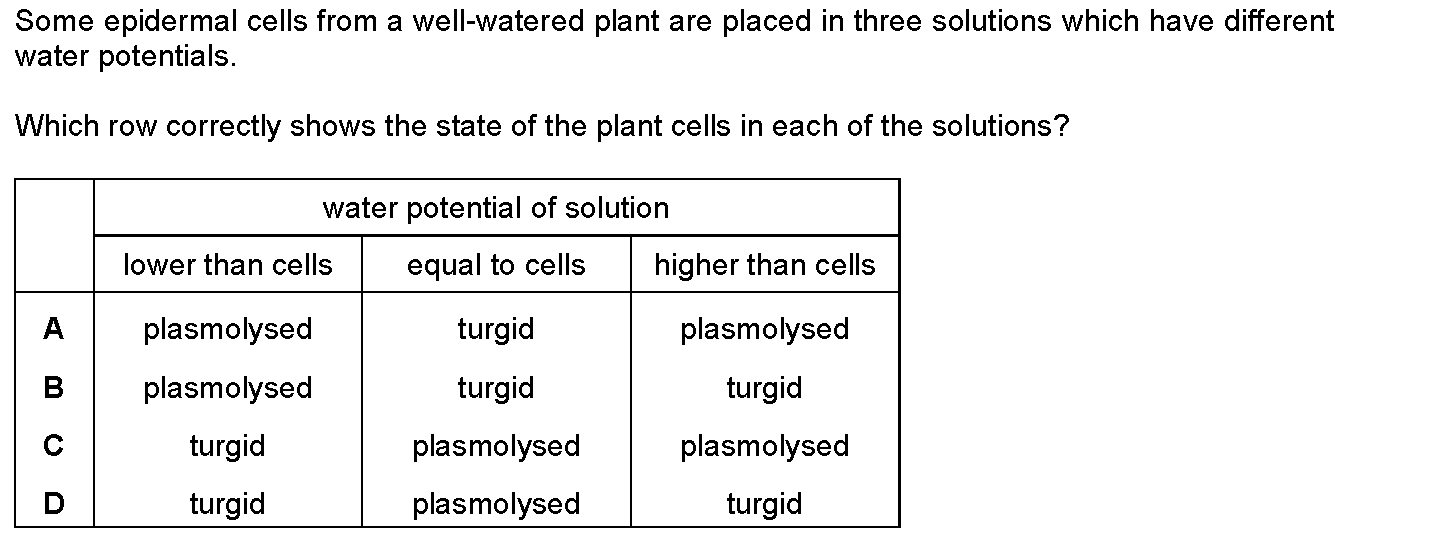 Some epidermal cells from a well-watered plant are placed in three solutions which have different
water potentials.
Which row correctly shows the state of the plant cells in each of the solutions?
water potential of solution
lower than cells equal to cells higher than cells
A plasmolysed turgid plasmolysed
B plasmolysed turgid turgid
C turgid plasmolysed plasmolysed
D turgid plasmolysed turgid